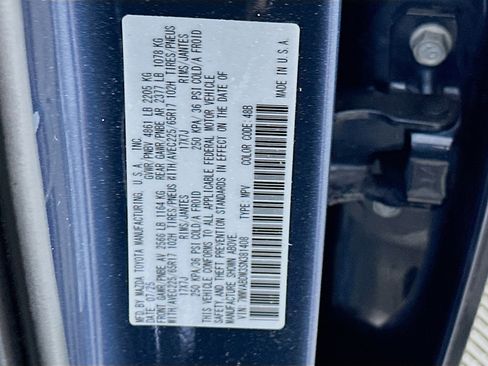 MFD. BY: MAZDA TOYOTA MANUFACTURING, U.S.A., INC.
DATE: 07/25 GVWR/PNBV 4861 LB 2205 KG
FRONT GAWR/PNBE AV 2566 LB 1164 KG REAR GAWR/PNBE AR 2377 LB 1078 KG
WITH/AVEC 225/65R17 102H TIRES/PNEUS WITH/AVEC 225/65R17 102H TIRES/PNEUS
17X7J RIMS/JANTES 17X7J RIMS/JANTES
250 KPA/36 PSI COLD/A FROID 250 KPA/36 PSI COLD/A FROID
THIS VEHICLE CONFORMS TO ALL APPLICABLE FEDERAL MOTOR VEHICLE
SAFETY, THEFT PREVENTION STANDARDS IN EFFECT ON THE DATE OF
MANUFACTURE SHOWN ABOVE.
TYPE: MPV COLOR CODE: 48B MADE IN U.S.A.